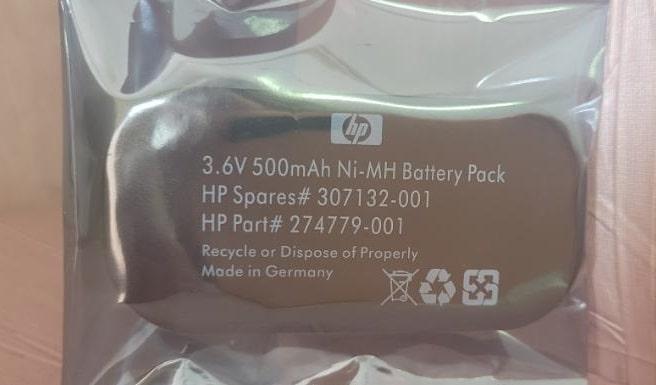 hp
3.6V 500mAh Ni-MH Battery Pack
HP Spares# 307132-001
HP Part# 274779-001
Recycle or Dispose of Properly
Made in Germany